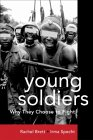 young
soldiers
Why They Choose to Fight
Rachel Brett Irma Specht